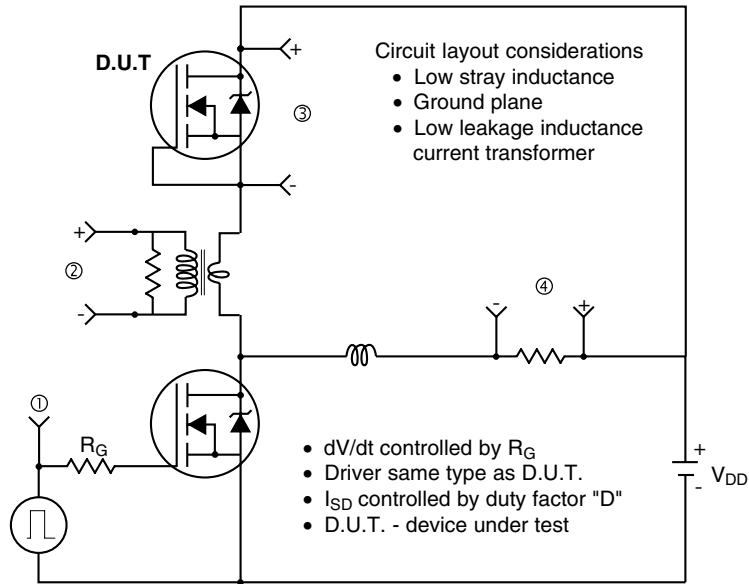 D.U.T
+
③
-
Circuit layout considerations
• Low stray inductance
• Ground plane
• Low leakage inductance
current transformer
+
②
-
④
- +
①
R_G
• dV/dt controlled by R_G
• Driver same type as D.U.T.
• I_SD controlled by duty factor "D"
• D.U.T. - device under test
+
V_DD
-